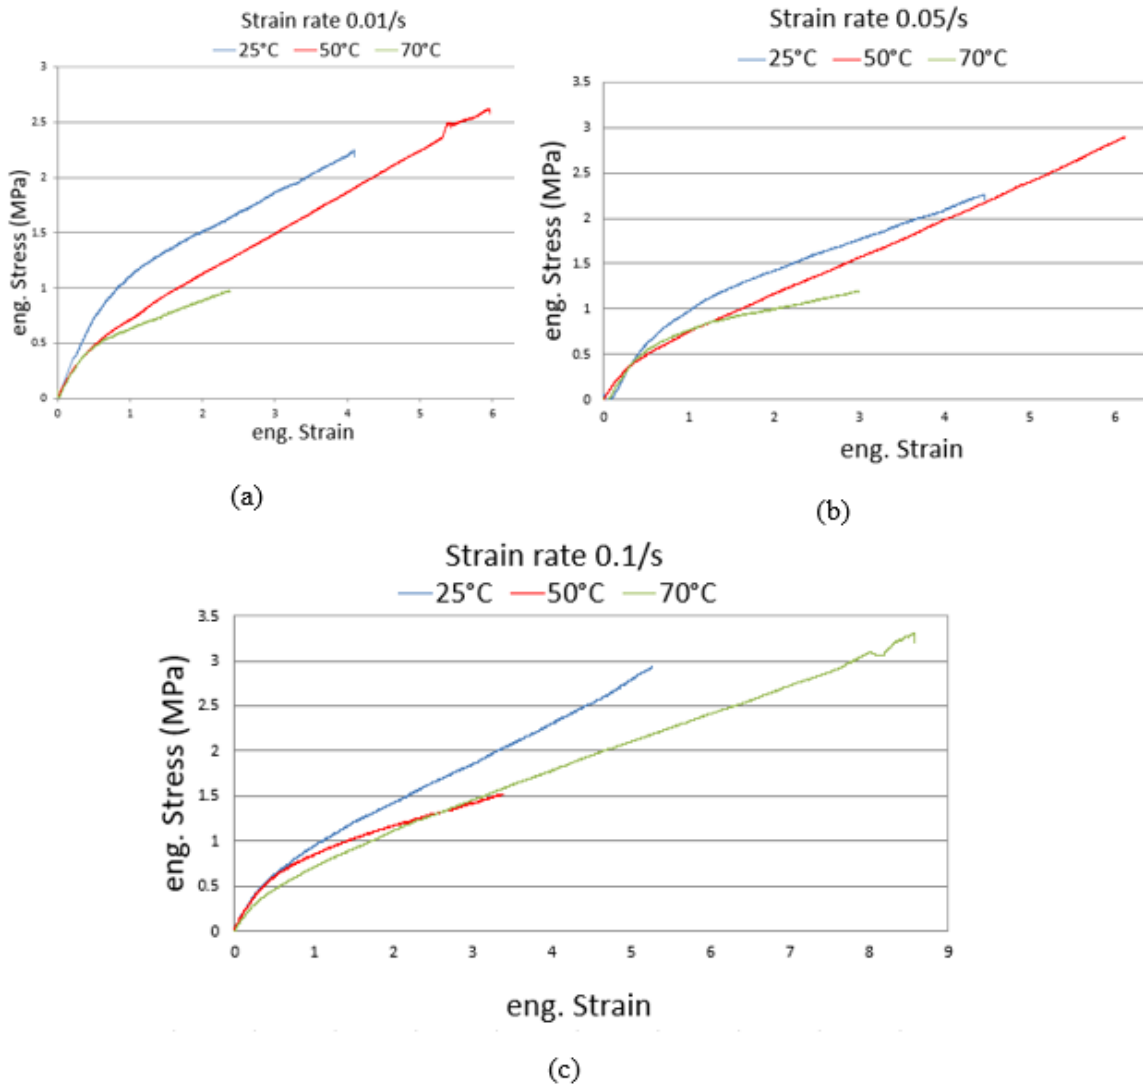 Strain rate 0.01/s
25°C 50°C 70°C
3
2.5
2
1.5
1
0.5
0
eng. Stress (MPa)
0 1 2 3 4 5 6
eng. Strain
(a)
Strain rate 0.05/s
25°C 50°C 70°C
3.5
3
2.5
2
1.5
1
0.5
0
eng. Stress (MPa)
0 1 2 3 4 5 6
eng. Strain
(b)
Strain rate 0.1/s
25°C 50°C 70°C
3.5
3
2.5
2
1.5
1
0.5
0
eng. Stress (MPa)
0 1 2 3 4 5 6 7 8 9
eng. Strain
(c)